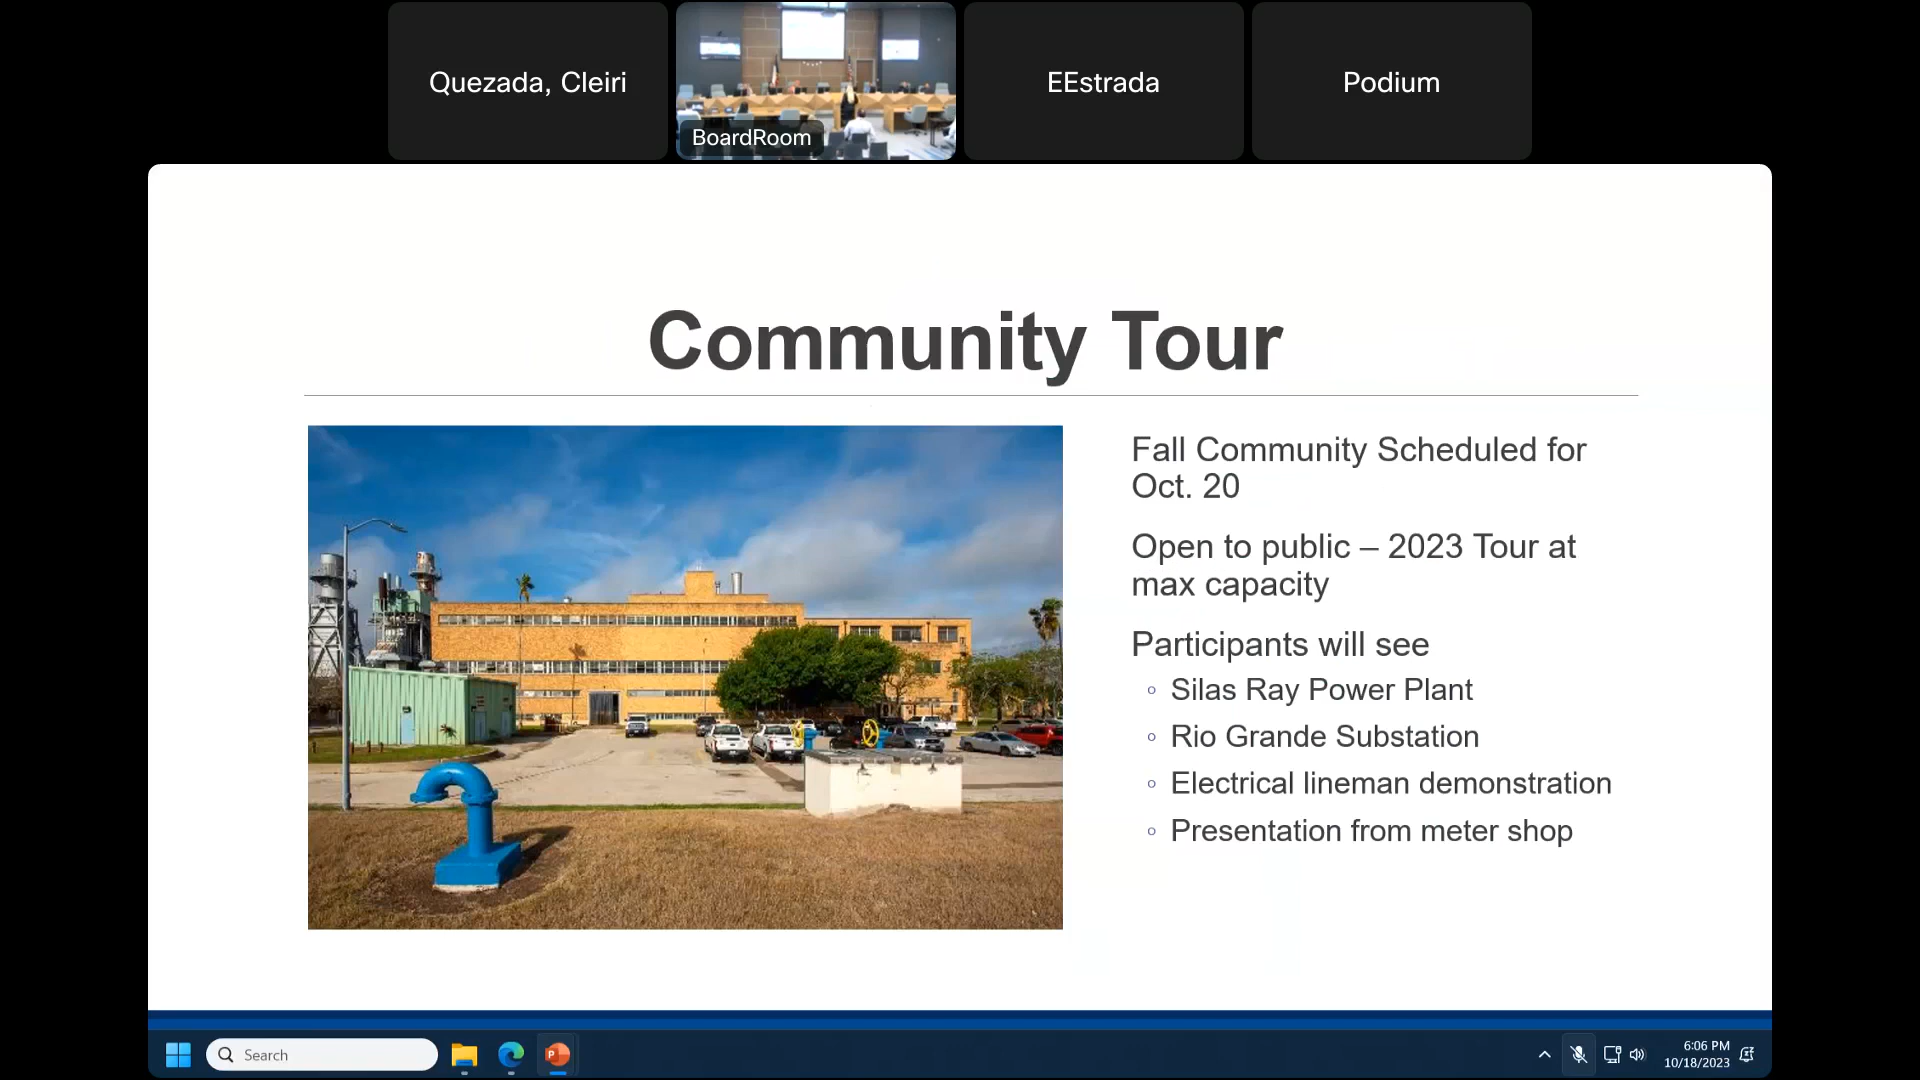 Quezada, Cleiri
BoardRoom
EEstrada
Podium
Community Tour
Fall Community Scheduled for
Oct. 20
Open to public – 2023 Tour at
max capacity
Participants will see
Silas Ray Power Plant
Rio Grande Substation
Electrical lineman demonstration
Presentation from meter shop
Search
6:06 PM
10/18/2023